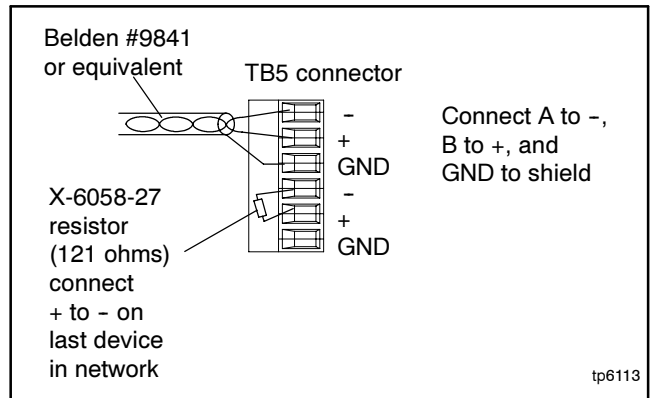 Belden #9841
or equivalent
TB5 connector
-
+
GND
-
+
GND
Connect A to -,
B to +, and
GND to shield
X-6058-27
resistor
(121 ohms)
connect
+ to - on
last device
in network
tp6113